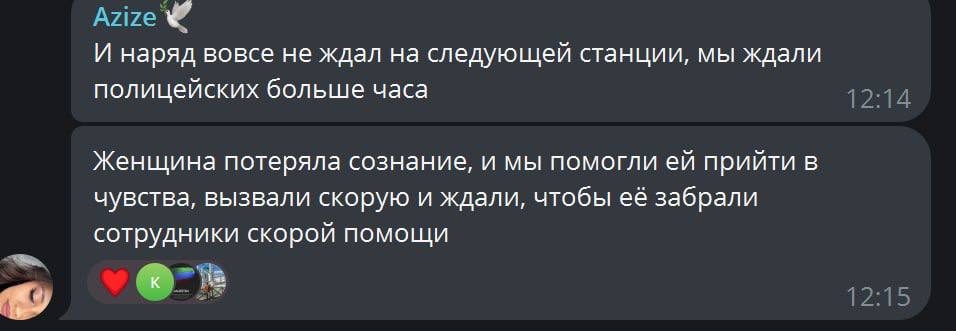 Azize🕊
И наряд вовсе не ждал на следующей станции, мы ждали
полицейских больше часа
12:14
Женщина потеряла сознание, и мы помогли ей прийти в
чувства, вызвали скорую и ждали, чтобы её забрали
сотрудники скорой помощи
К
12:15